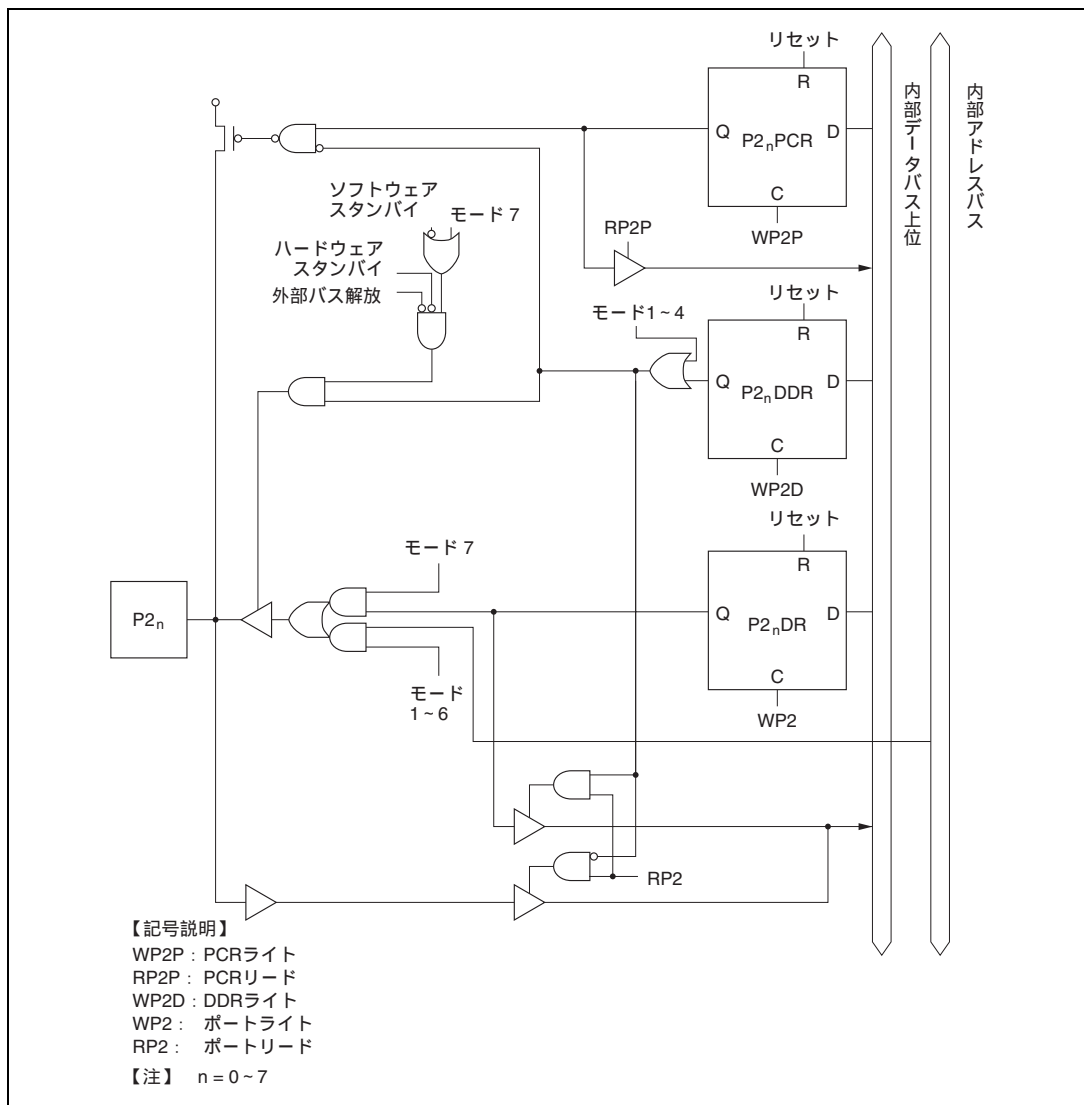 リセット
R
Q P2nPCR D
C
WP2P
内部データバス上位
内部アドレスバス
ソフトウェア
スタンバイ
モード 7
ハードウェア
スタンバイ
外部バス解放
RP2P
リセット
モード1~4
R
Q P2nDDR D
C
WP2D
リセット
モード 7
R
P2n
Q P2nDR D
C
モード
1~6
WP2
RP2
【記号説明】
WP2P : PCRライト
RP2P : PCRリード
WP2D : DDRライト
WP2 : ポートライト
RP2 : ポートリード
【注】 n = 0~7